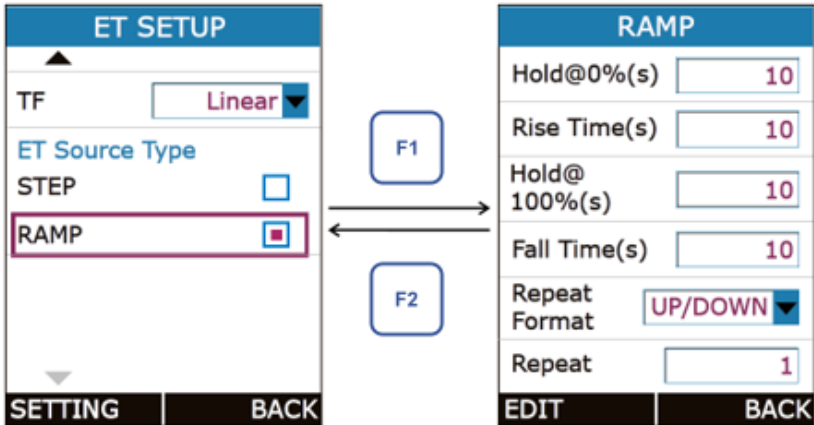 ET SETUP
TF Linear
ET Source Type
STEP
RAMP
SETTING BACK
F1
F2
RAMP
Hold@0%(s) 10
Rise Time(s) 10
Hold@
100%(s) 10
Fall Time(s) 10
Repeat
Format UP/DOWN
Repeat 1
EDIT BACK